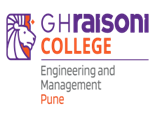 GHRAISONI
COLLEGE
Engineering and
Management
Pune